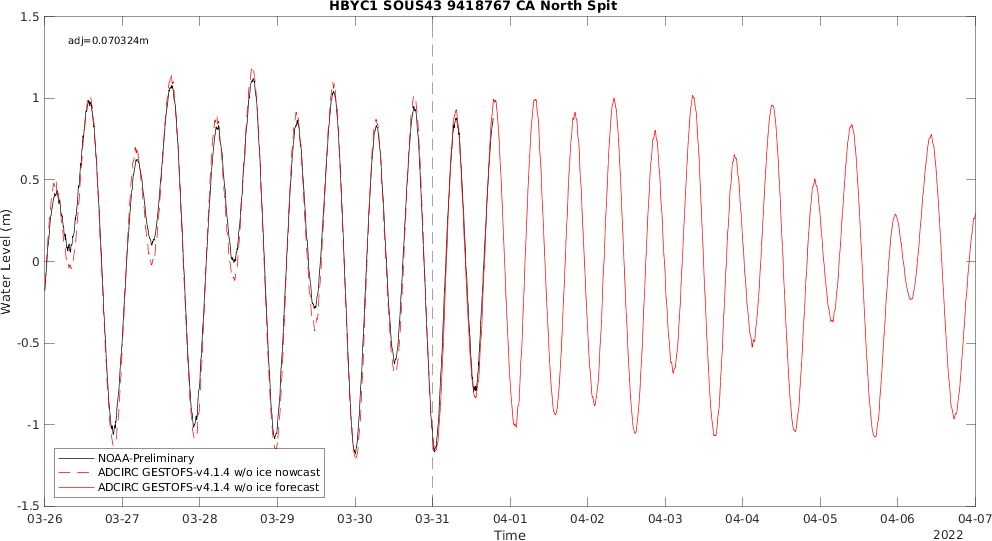 HBYC1 SOUS43 9418767 CA North Spit
adj=0.070324m
1.5
1
0.5
0
-0.5
-1
-1.5
Water Level (m)
NOAA-Preliminary
ADCIRC GESTOFS-v4.1.4 w/o ice nowcast
ADCIRC GESTOFS-v4.1.4 w/o ice forecast
03-26 03-27 03-28 03-29 03-30 03-31 04-01 04-02 04-03 04-04 04-05 04-06 04-07
Time
2022